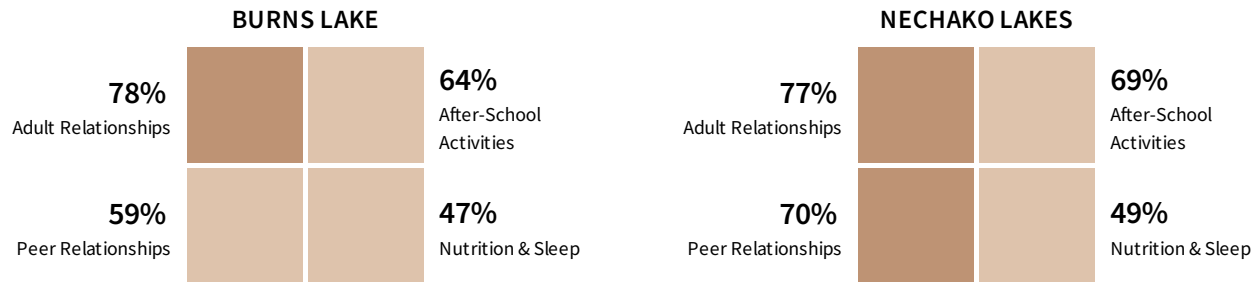 BURNS LAKE
78%
Adult Relationships
64%
After-School
Activities
59%
Peer Relationships
47%
Nutrition & Sleep
NECHAKO LAKES
77%
Adult Relationships
69%
After-School
Activities
70%
Peer Relationships
49%
Nutrition & Sleep